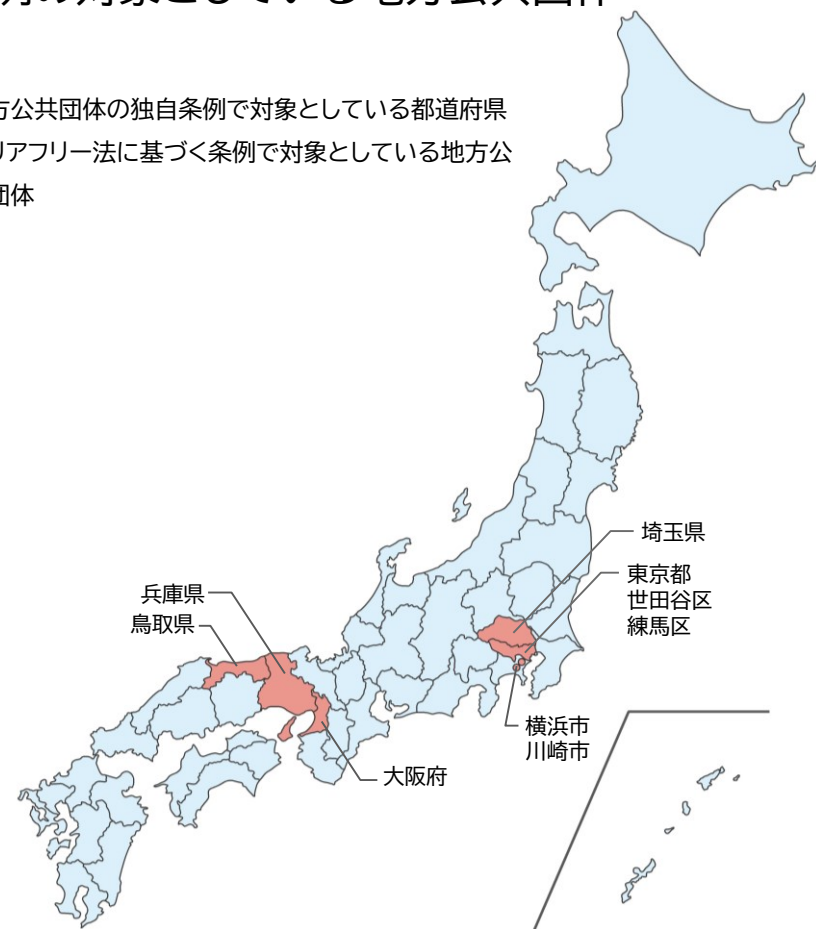 の対象としている地方公共団体
方公共団体の独自条例で対象としている都道府県
リアフリー法に基づく条例で対象としている地方公
団体
埼玉県
東京都
世田谷区
練馬区
兵庫県
鳥取県
横浜市
川崎市
大阪府